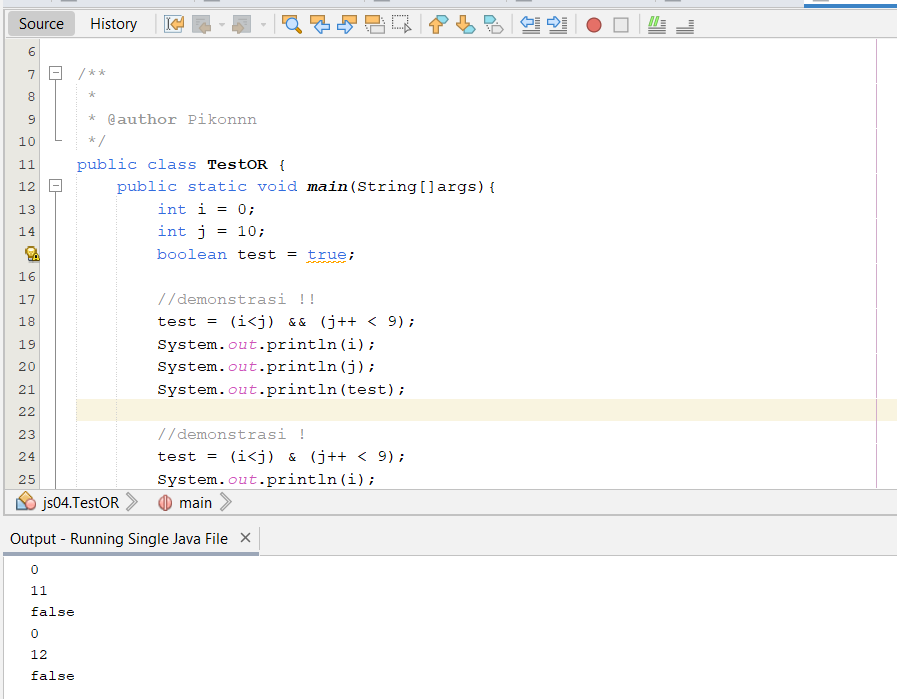 Source History
6
7 /**
8 *
9 * @author Pikonnn
10 */
11 public class TestOR {
12 public static void main(String[]args){
13 int i = 0;
14 int j = 10;
boolean test = true;
16
17 //demonstrasi !!
18 test = (i<j) && (j++ < 9);
19 System.out.println(i);
20 System.out.println(j);
21 System.out.println(test);
22
23 //demonstrasi !
24 test = (i<j) & (j++ < 9);
25 System.out.println(i);
js04.TestOR main
Output - Running Single Java File
0
11
false
0
12
false